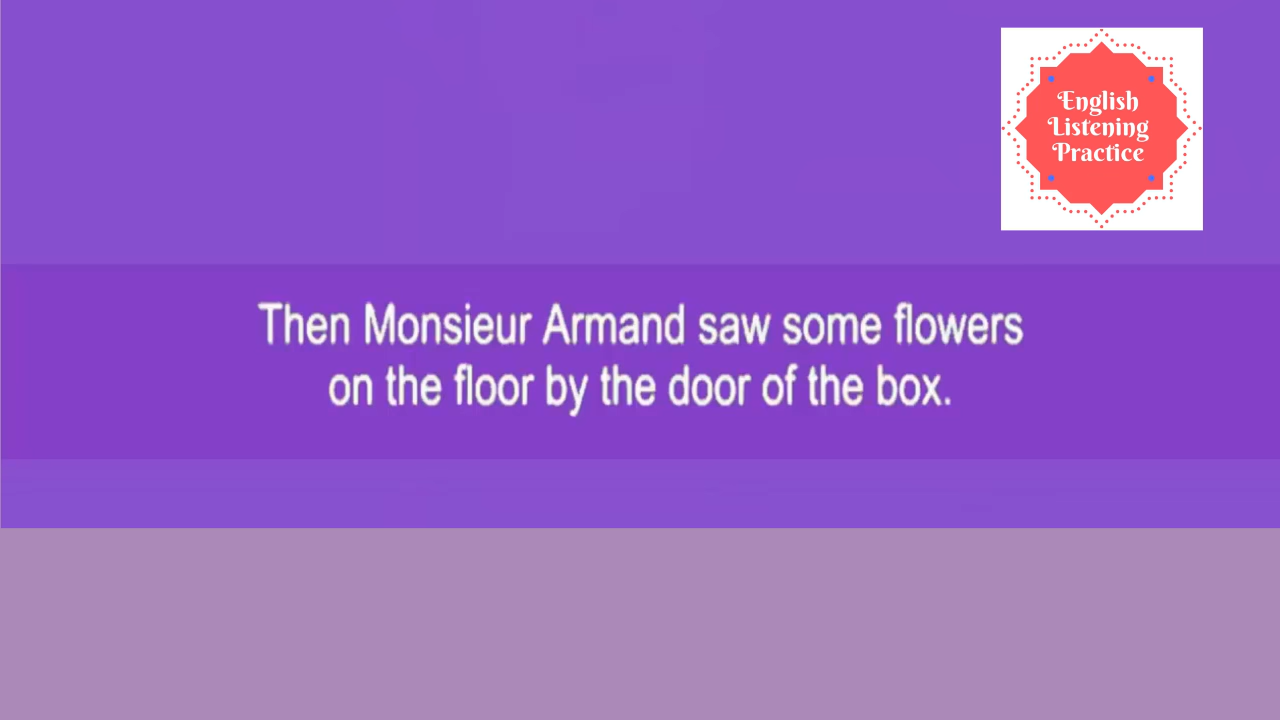 English
Listening
Practice
Then Monsieur Armand saw some flowers
on the floor by the door of the box.